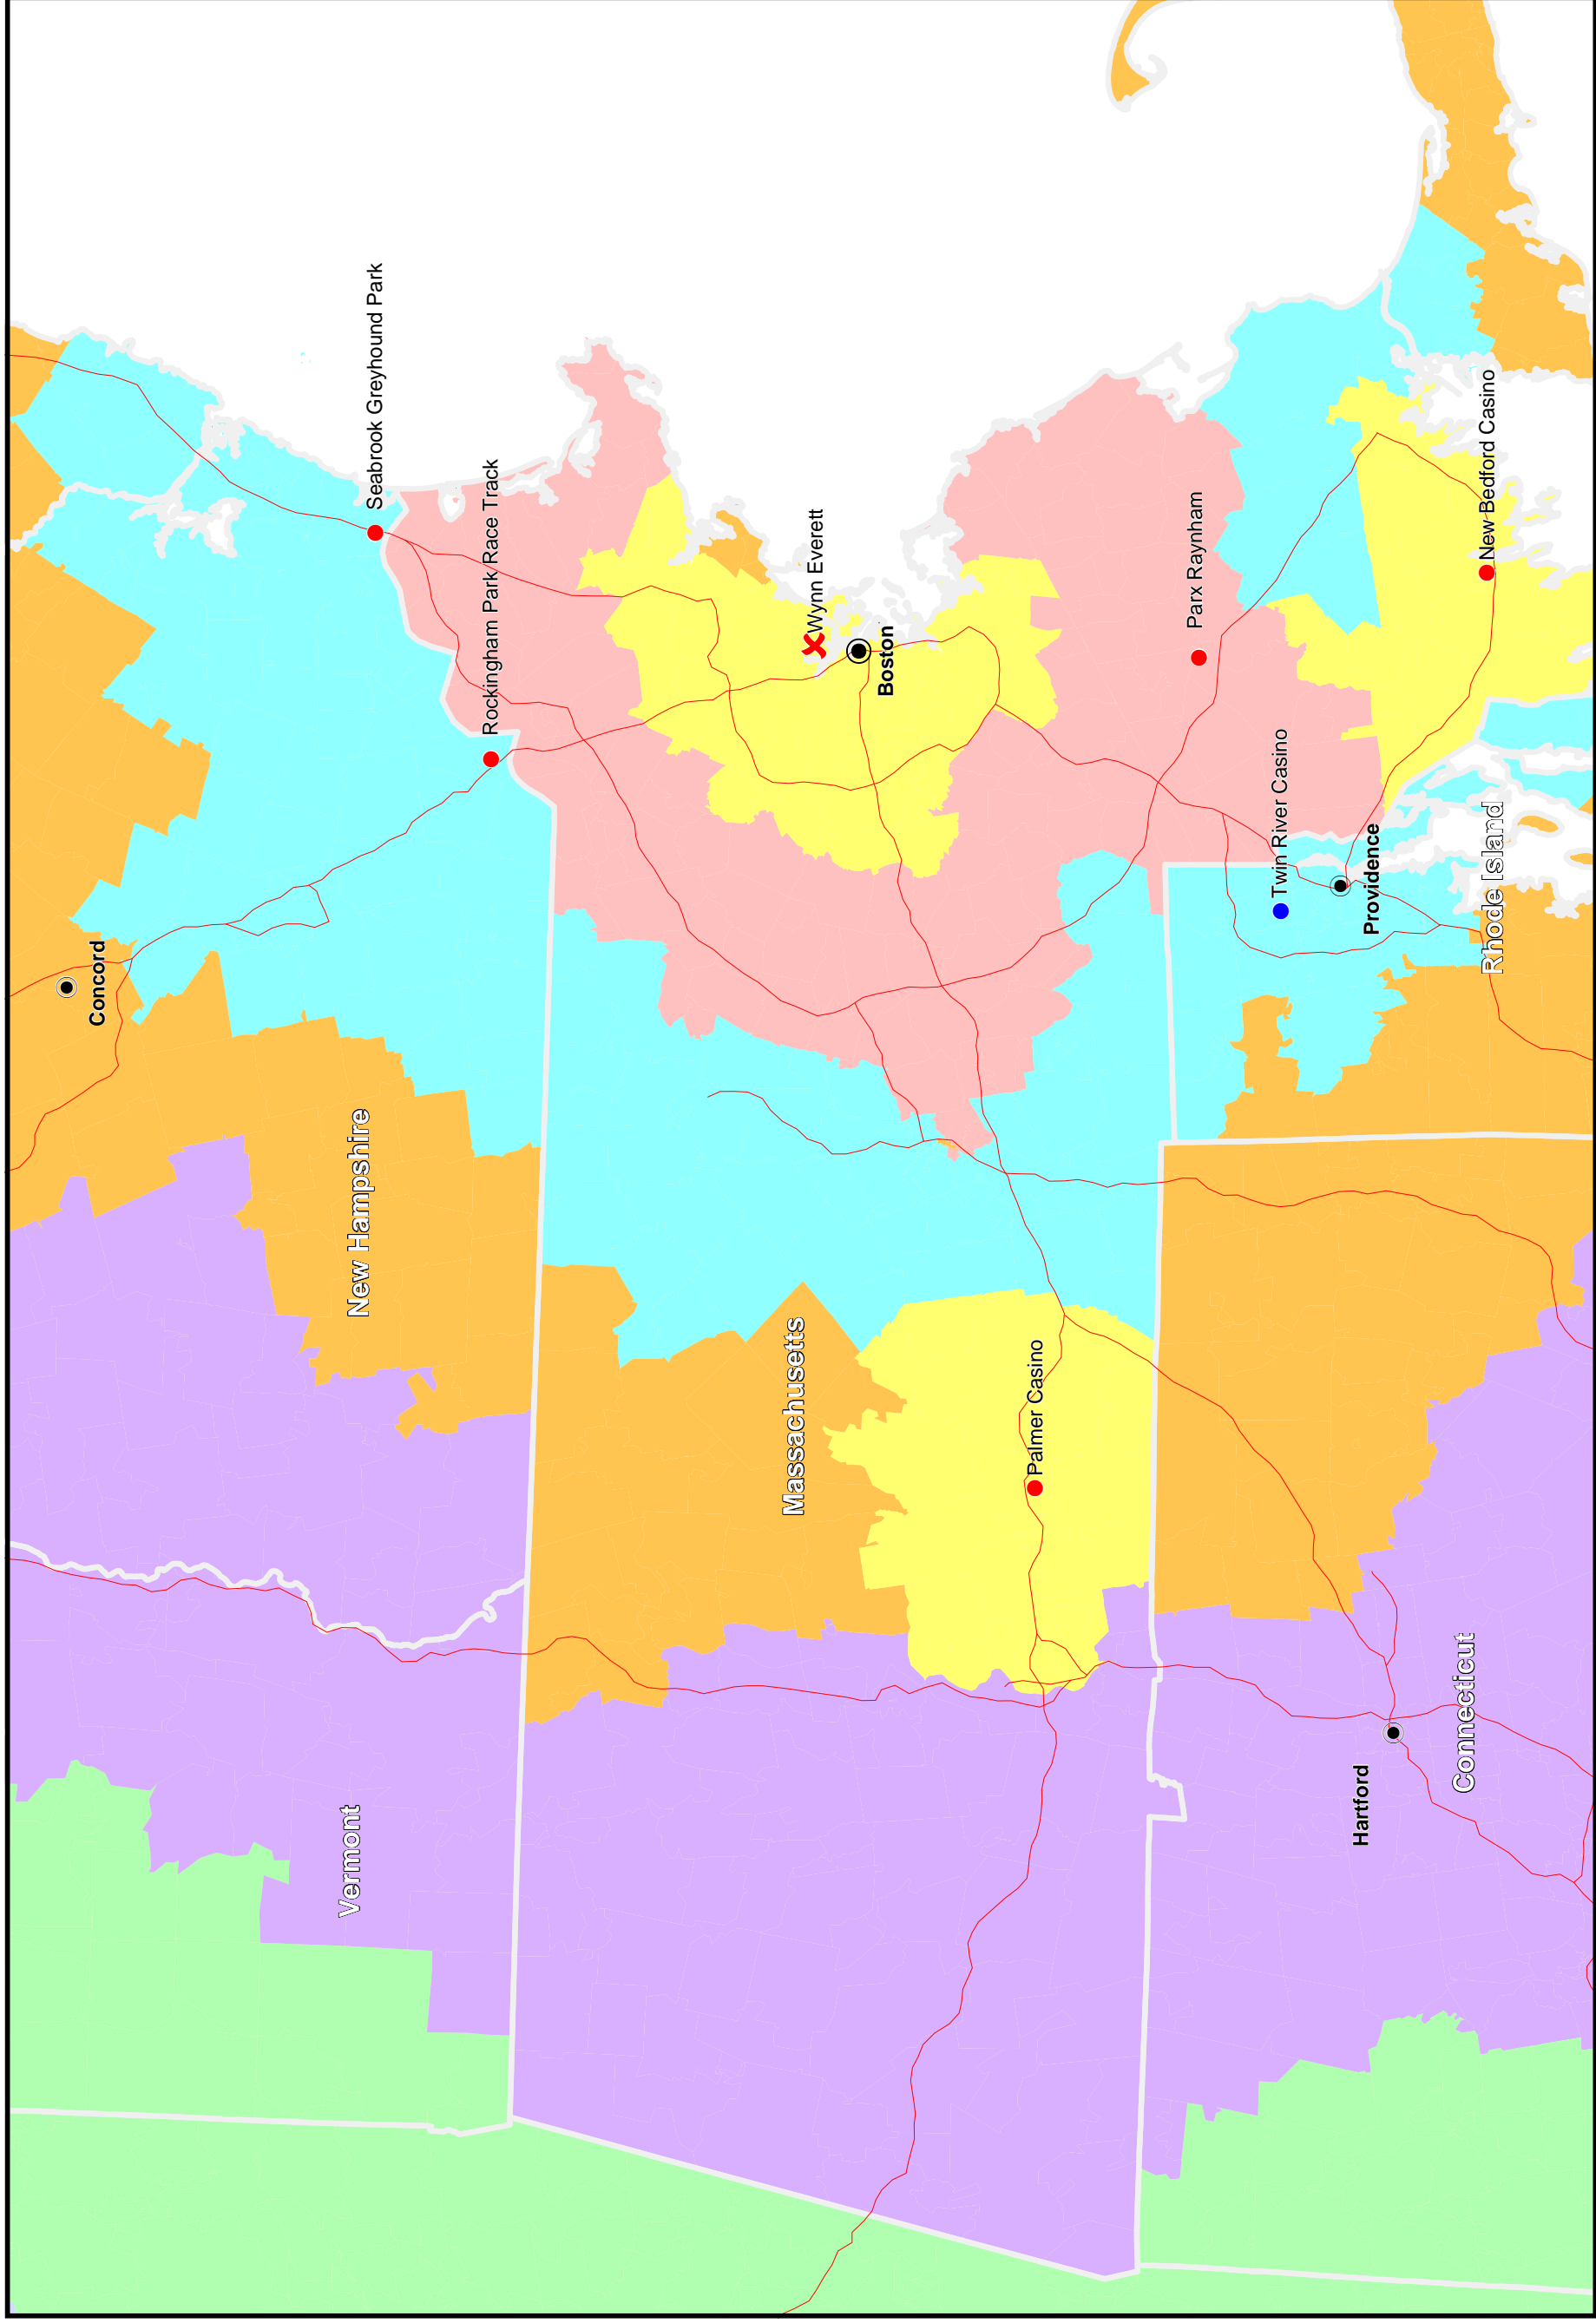 Concord
Seabrook Greyhound Park
New Hampshire
Rockingham Park Race Track
Vermont
Wynn Everett
Boston
Massachusetts
Palmer Casino
Parx Raynham
Twin River Casino
Providence
New Bedford Casino
Rhode Island
Hartford
Connecticut